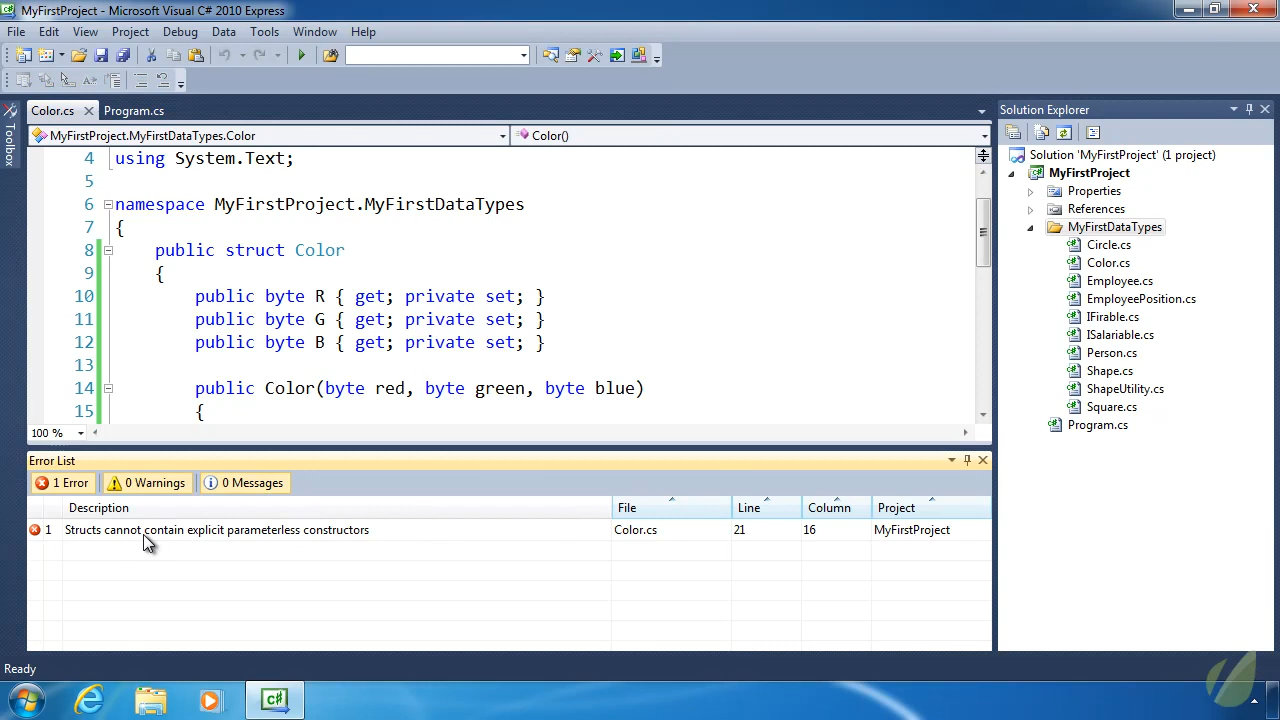 MyFirstProject - Microsoft Visual C# 2010 Express
File Edit View Project Debug Data Tools Window Help
Color.cs Program.cs
MyFirstProject.MyFirstDataTypes.Color Color()
Toolbox
4 using System.Text;
5
6 namespace MyFirstProject.MyFirstDataTypes
7 {
8 public struct Color
9 {
10 public byte R { get; private set; }
11 public byte G { get; private set; }
12 public byte B { get; private set; }
13
14 public Color(byte red, byte green, byte blue)
15 {
100 %
Error List
1 Error 0 Warnings 0 Messages
Description File Line Column Project
1 Structs cannot contain explicit parameterless constructors Color.cs 21 16 MyFirstProject
Solution Explorer
Solution 'MyFirstProject' (1 project)
MyFirstProject
Properties
References
MyFirstDataTypes
Circle.cs
Color.cs
Employee.cs
EmployeePosition.cs
IFirable.cs
ISalariable.cs
Person.cs
Shape.cs
ShapeUtility.cs
Square.cs
Program.cs
Ready
C#